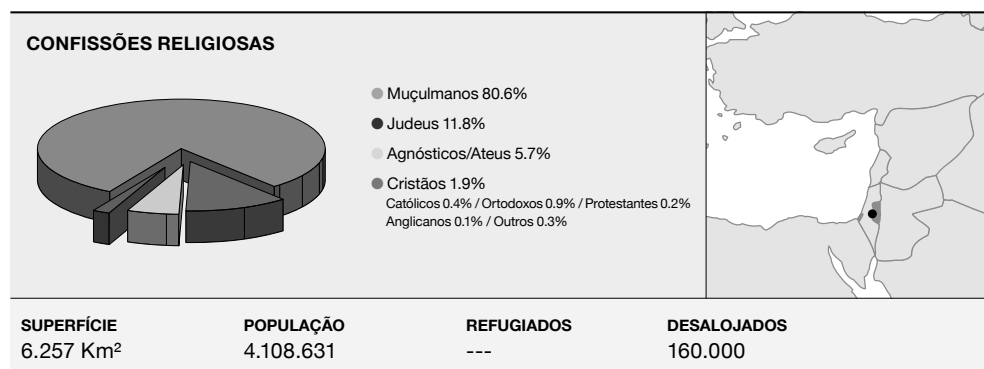 CONFISSÕES RELIGIOSAS
Muçulmanos 80.6%
Judeus 11.8%
Agnósticos/Ateus 5.7%
Cristãos 1.9%
Católicos 0.4% / Ortodoxos 0.9% / Protestantes 0.2%
Anglicanos 0.1% / Outros 0.3%
SUPERFÍCIE
6.257 Km²
POPULAÇÃO
4.108.631
REFUGIADOS
---
DESALOJADOS
160.000